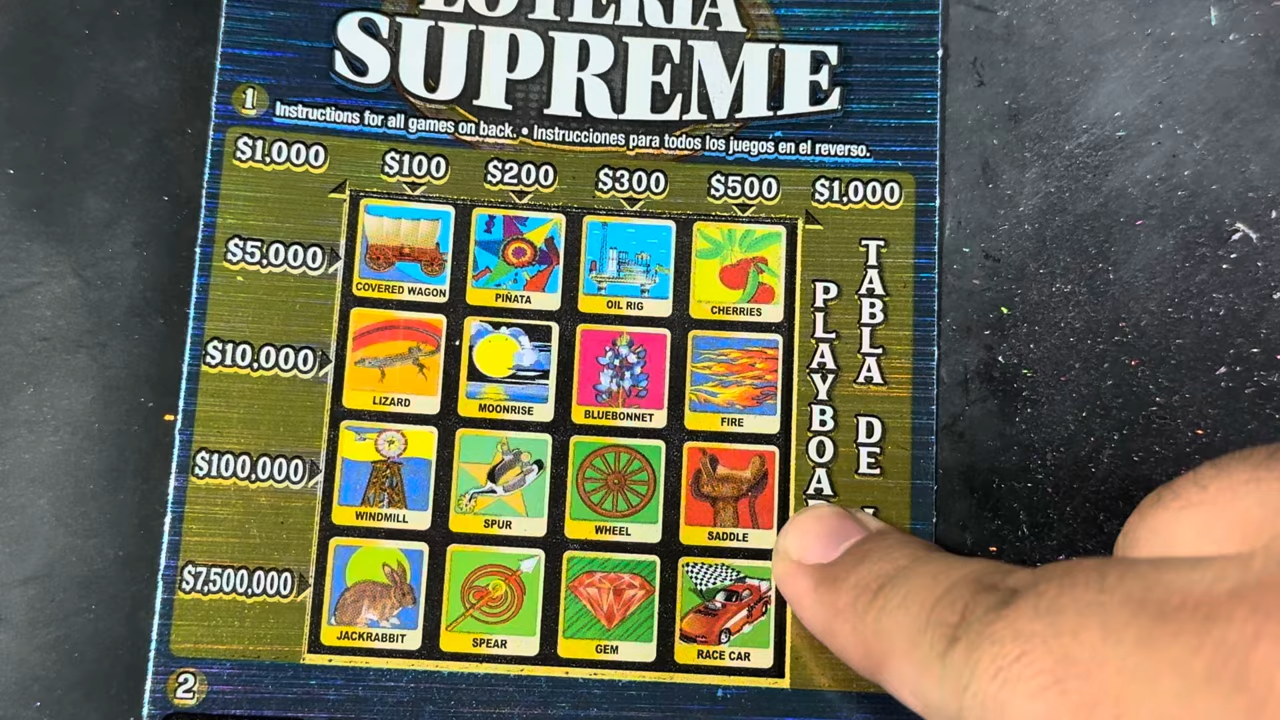 LOTERIA
SUPREME
1
Instructions for all games on back. • Instrucciones para todos los juegos en el reverso.
$1,000 $100 $200 $300 $500 $1,000
$5,000
COVERED WAGON PIÑATA OIL RIG CHERRIES
$10,000
LIZARD MOONRISE BLUEBONNET FIRE
$100,000
WINDMILL SPUR WHEEL SADDLE
$7,500,000
JACKRABBIT SPEAR GEM RACE CAR
PLAYBOA
TABLA DE
2